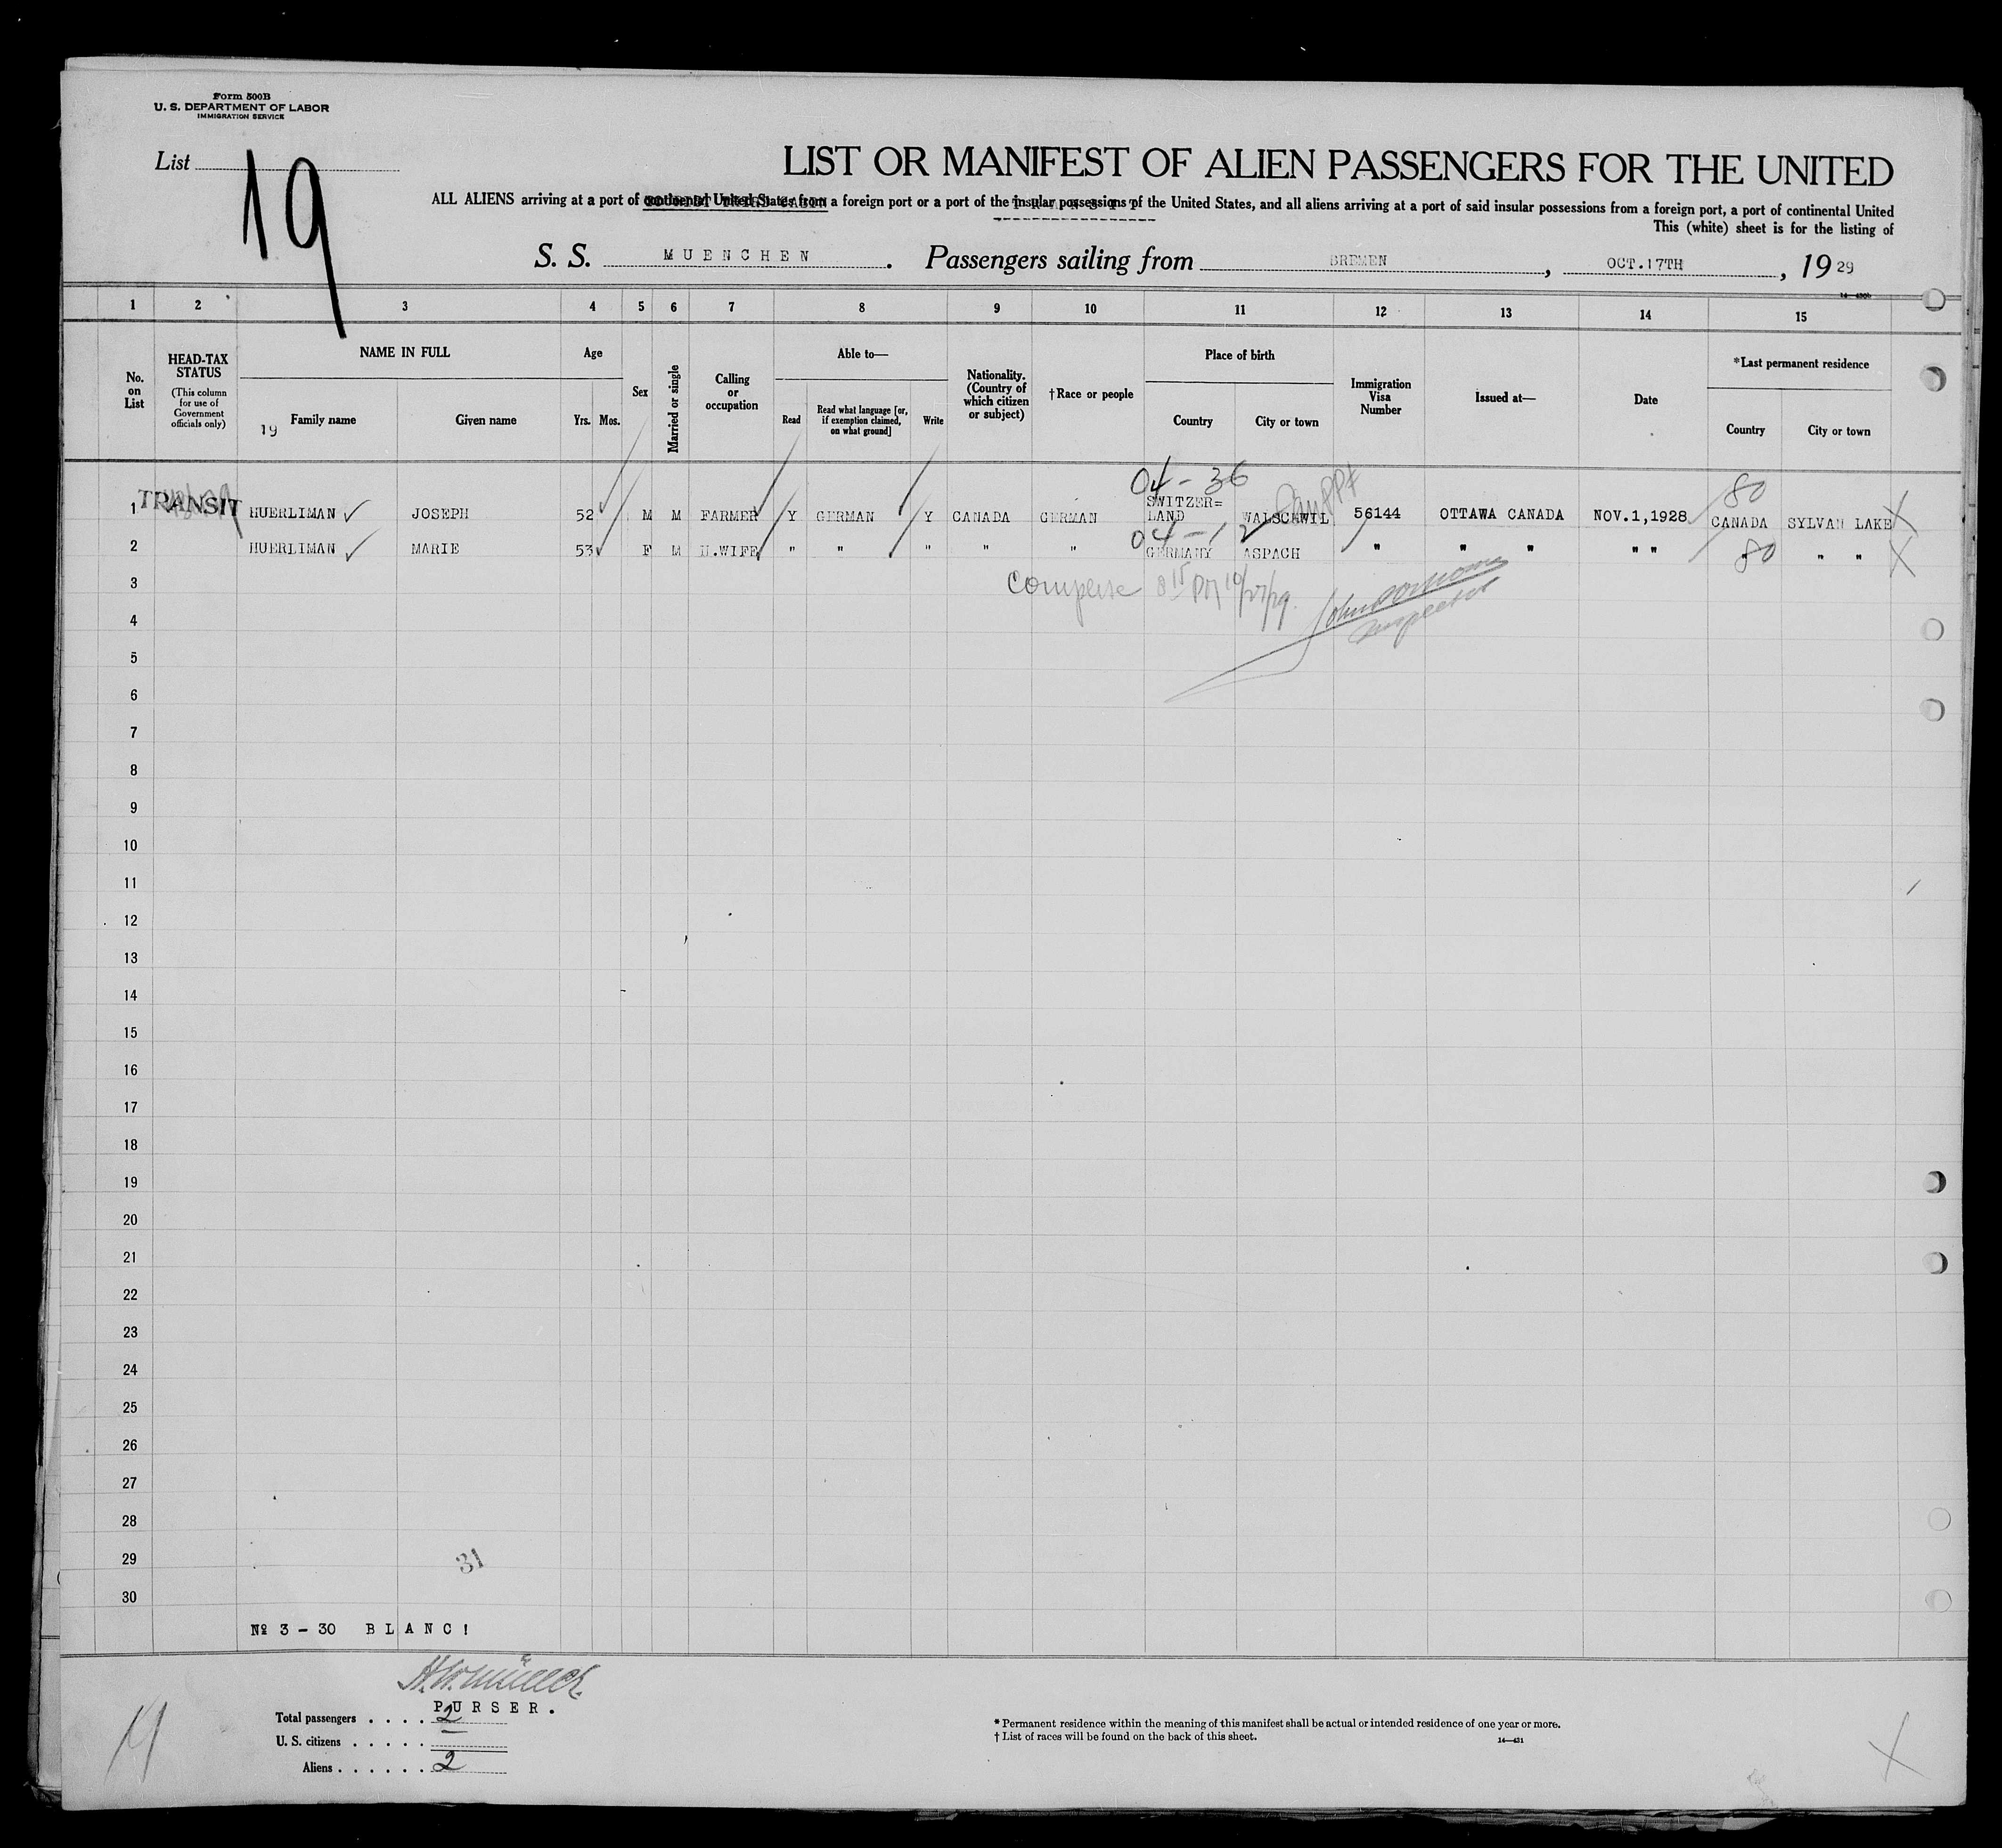 Form 500B
U. S. DEPARTMENT OF LABOR
IMMIGRATION SERVICE
List 19
LIST OR MANIFEST OF ALIEN PASSENGERS FOR THE UNITED
ALL ALIENS arriving at a port of continental United States from a foreign port or a port of the insular possessions of the United States, and all aliens arriving at a port of said insular possessions from a foreign port, a port of continental United
This (white) sheet is for the listing of
S. S. MUENCHEN. Passengers sailing from BREMEN, OCT.17TH, 1929
1 2 3 4 5 6 7 8 9 10 11 12 13 14 15
No. on List
HEAD-TAX STATUS
(This column for use of Government officials only)
NAME IN FULL
19 Family name
Given name
Age
Yrs. Mos.
Sex
Married or single
Calling or occupation
Able to—
Read
Read what language [or, if exemption claimed, on what ground]
Write
Nationality. (Country of which citizen or subject)
†Race or people
Place of birth
Country
City or town
Immigration Visa Number
Issued at—
Date
*Last permanent residence
Country
City or town
04-36
80
1 TRANSIT HUERLIMAN JOSEPH 52 M M FARMER Y GERMAN Y CANADA GERMAN SWITZER=LAND WALSCHWIL 56144 OTTAWA CANADA NOV.1,1928 CANADA SYLVAN LAKE
04-12
2 HUERLIMAN MARIE 53 F M H.WIFE " " " " " GERMANY ASPACH " " " " " 80 " "
3
4
Inspector
5
6
7
8
9
10
11
12
13
14
15
16
17
18
19
20
21
22
23
24
25
26
27
28
29
31
30
№ 3 - 30 BLANC!
PURSER.
Total passengers . . . . 2
U. S. citizens . . . . . —
Aliens . . . . . . 2
* Permanent residence within the meaning of this manifest shall be actual or intended residence of one year or more.
† List of races will be found on the back of this sheet.
14—431